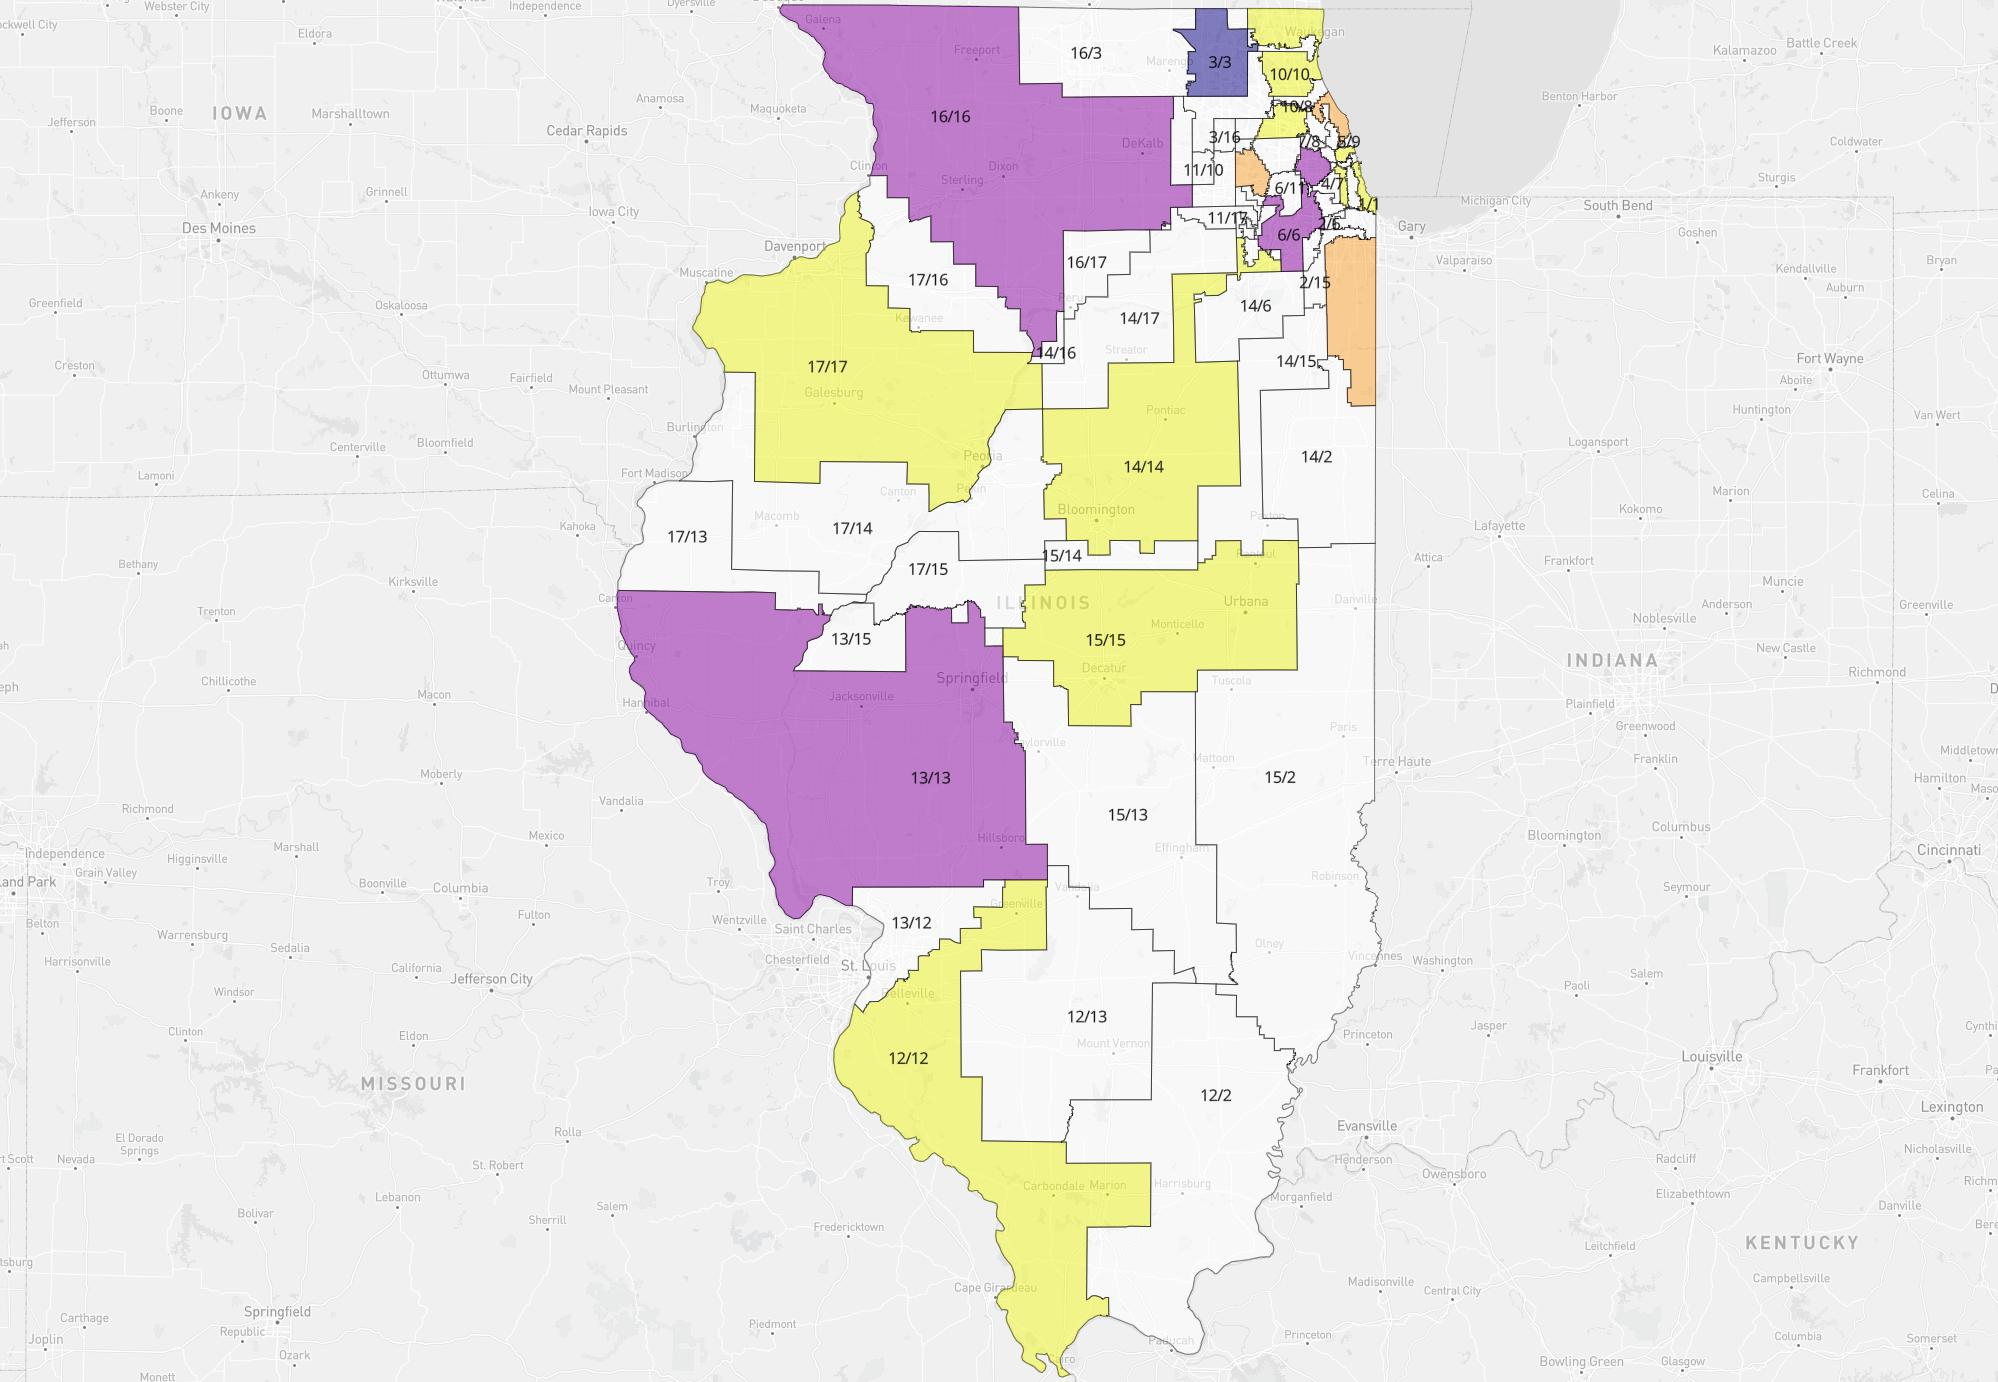 Webster City
Independence
Dyersville
Rockwell City
Eldora
Galena
Freeport
16/3
Marengo
3/3
Waukegan
10/10
Kalamazoo
Battle Creek
Benton Harbor
IOWA
Boone
Ames
Marshalltown
Jefferson
Anamosa
Maquoketa
Cedar Rapids
16/16
DeKalb
Dixon
Sterling
Clinton
10/8
3/16
7/8
5/9
11/10
6/11
4/7
1/1
Coldwater
Sturgis
Ankeny
Grinnell
Iowa City
Des Moines
Davenport
11/17
2/6
6/6
Gary
Michigan City
South Bend
Goshen
Angola
Valparaiso
Bryan
Kendallville
Auburn
Muscatine
17/16
16/17
Peru
2/15
14/6
14/17
Greenfield
Oskaloosa
Kewanee
14/16
Streator
14/15
17/17
Galesburg
Fort Wayne
Aboite
Creston
Ottumwa
Fairfield
Mount Pleasant
Burlington
Centerville
Bloomfield
Pontiac
Huntington
Van Wert
Logansport
Lamoni
Fort Madison
Peoria
Pekin
Canton
14/14
14/2
Bloomington
Paxton
Marion
Kokomo
Celina
Lafayette
Kahoka
Macomb
17/13
17/14
17/15
15/14
Rantoul
Attica
Frankfort
Muncie
Bethany
Kirksville
Canton
ILLINOIS
Urbana
Danville
Anderson
Noblesville
Greenville
Trenton
13/15
15/15
Monticello
Decatur
Quincy
Springfield
Jacksonville
INDIANA
New Castle
Richmond
Chillicothe
Macon
Hannibal
Tuscola
Plainfield
Greenwood
Paris
Taylorville
Mattoon
Terre Haute
Franklin
Middletown
Hamilton
Moberly
13/13
15/2
Richmond
Vandalia
Mexico
Hillsboro
15/13
Effingham
Bloomington
Columbus
Cincinnati
Independence
Higginsville
Marshall
Grain Valley
Boonville
Columbia
Troy
Vandalia
Robinson
Seymour
Belton
Warrensburg
Sedalia
Fulton
Wentzville
Saint Charles
13/12
Greenville
Harrisonville
California
Jefferson City
Chesterfield
St. Louis
Belleville
Olney
Vincennes
Washington
Salem
Paoli
Windsor
Clinton
Eldon
12/12
12/13
Mount Vernon
Princeton
Jasper
Louisville
Frankfort
MISSOURI
12/2
Lexington
Evansville
El Dorado
Springs
Nevada
Rolla
St. Robert
Henderson
Owensboro
Radcliff
Nicholasville
Elizabethtown
Lebanon
Bolivar
Salem
Sherrill
Fredericktown
Carbondale
Marion
Harrisburg
Morganfield
Danville
Leitchfield
KENTUCKY
Campbellsville
Cape Girardeau
Madisonville
Central City
Springfield
Republic
Carthage
Joplin
Piedmont
Paducah
Princeton
Columbia
Somerset
Ozark
Cairo
Monett
Bowling Green
Glasgow